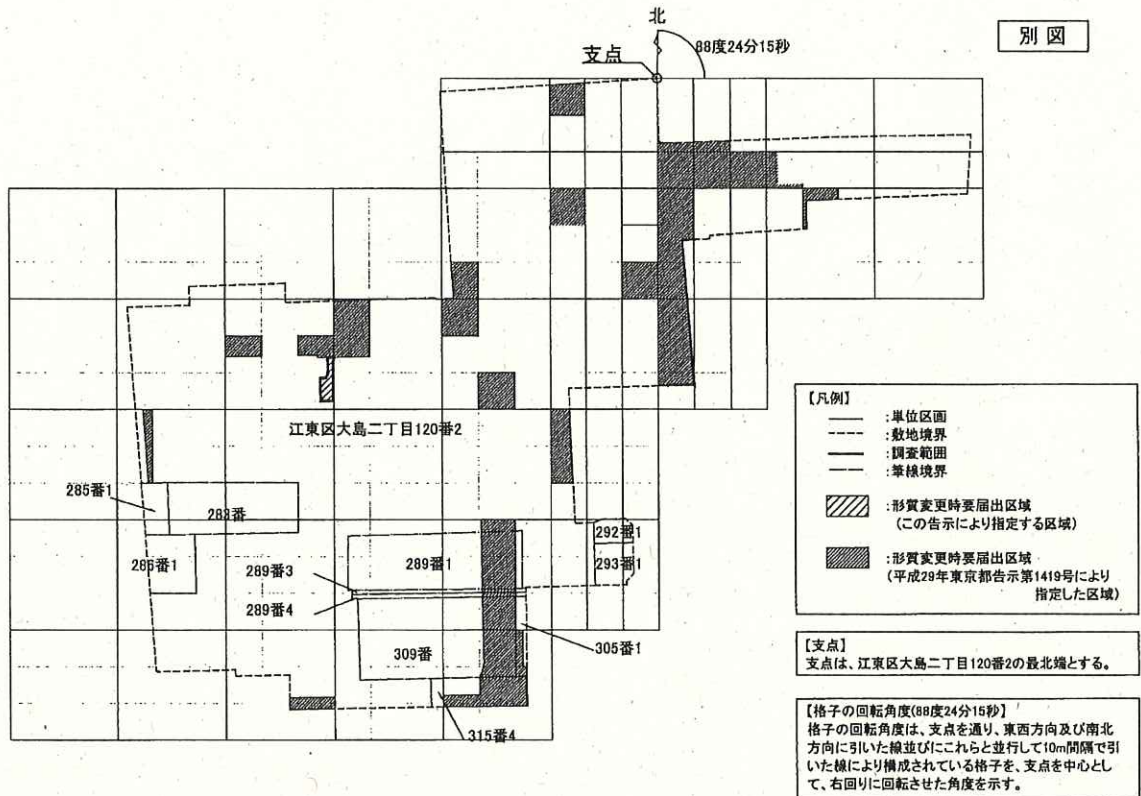 別図
北
88度24分15秒
支点
江東区大島二丁目120番2
285番1
283番
286番1
289番3
289番1
289番4
292番1
293番1
309番
305番1
315番4
【凡例】
:単位区画
:敷地境界
:調査範囲
:筆線境界
:形質変更時要届出区域
(この告示により指定する区域)
:形質変更時要届出区域
(平成29年東京都告示第1419号により
指定した区域)
【支点】
支点は、江東区大島二丁目120番2の最北端とする。
【格子の回転角度(88度24分15秒)】
格子の回転角度は、支点を通り、東西方向及び南北
方向に引いた線並びにこれらと並行して10m間隔で引
いた線により構成されている格子を、支点を中心とし
て、右回りに回転させた角度を示す。